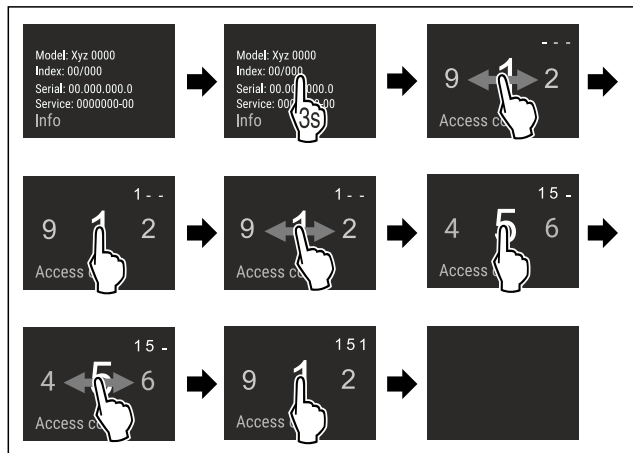 Model: Xyz 0000
Index: 00/000
Serial: 00.000.000.0
Service: 0000000-00
Info
Model: Xyz 0000
Index: 00/000
Serial: 00.000.000.0
Service: 0000000-00
Info
3s
- - -
9 1 2
Access
1 - -
9 1 2
Access
1 - -
9 1 2
Access
1 5 -
4 5 6
Access
1 5 -
4 5 6
Access
1 5 1
9 1 2
Access